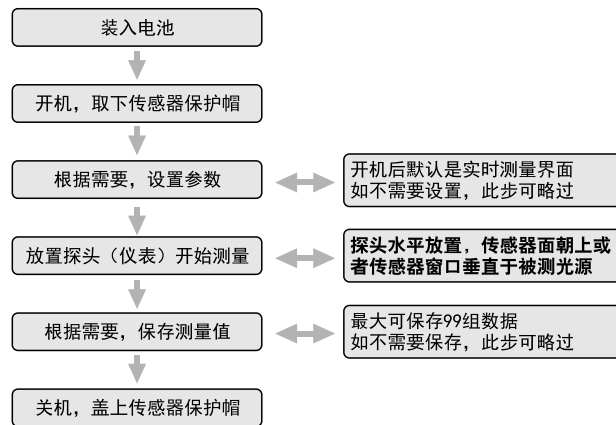 装入电池
开机，取下传感器保护帽
根据需要，设置参数
开机后默认是实时测量界面
如不需要设置，此步可略过
放置探头（仪表）开始测量
探头水平放置，传感器面朝上或
者传感器窗口垂直于被测光源
根据需要，保存测量值
最大可保存99组数据
如不需要保存，此步可略过
关机，盖上传感器保护帽